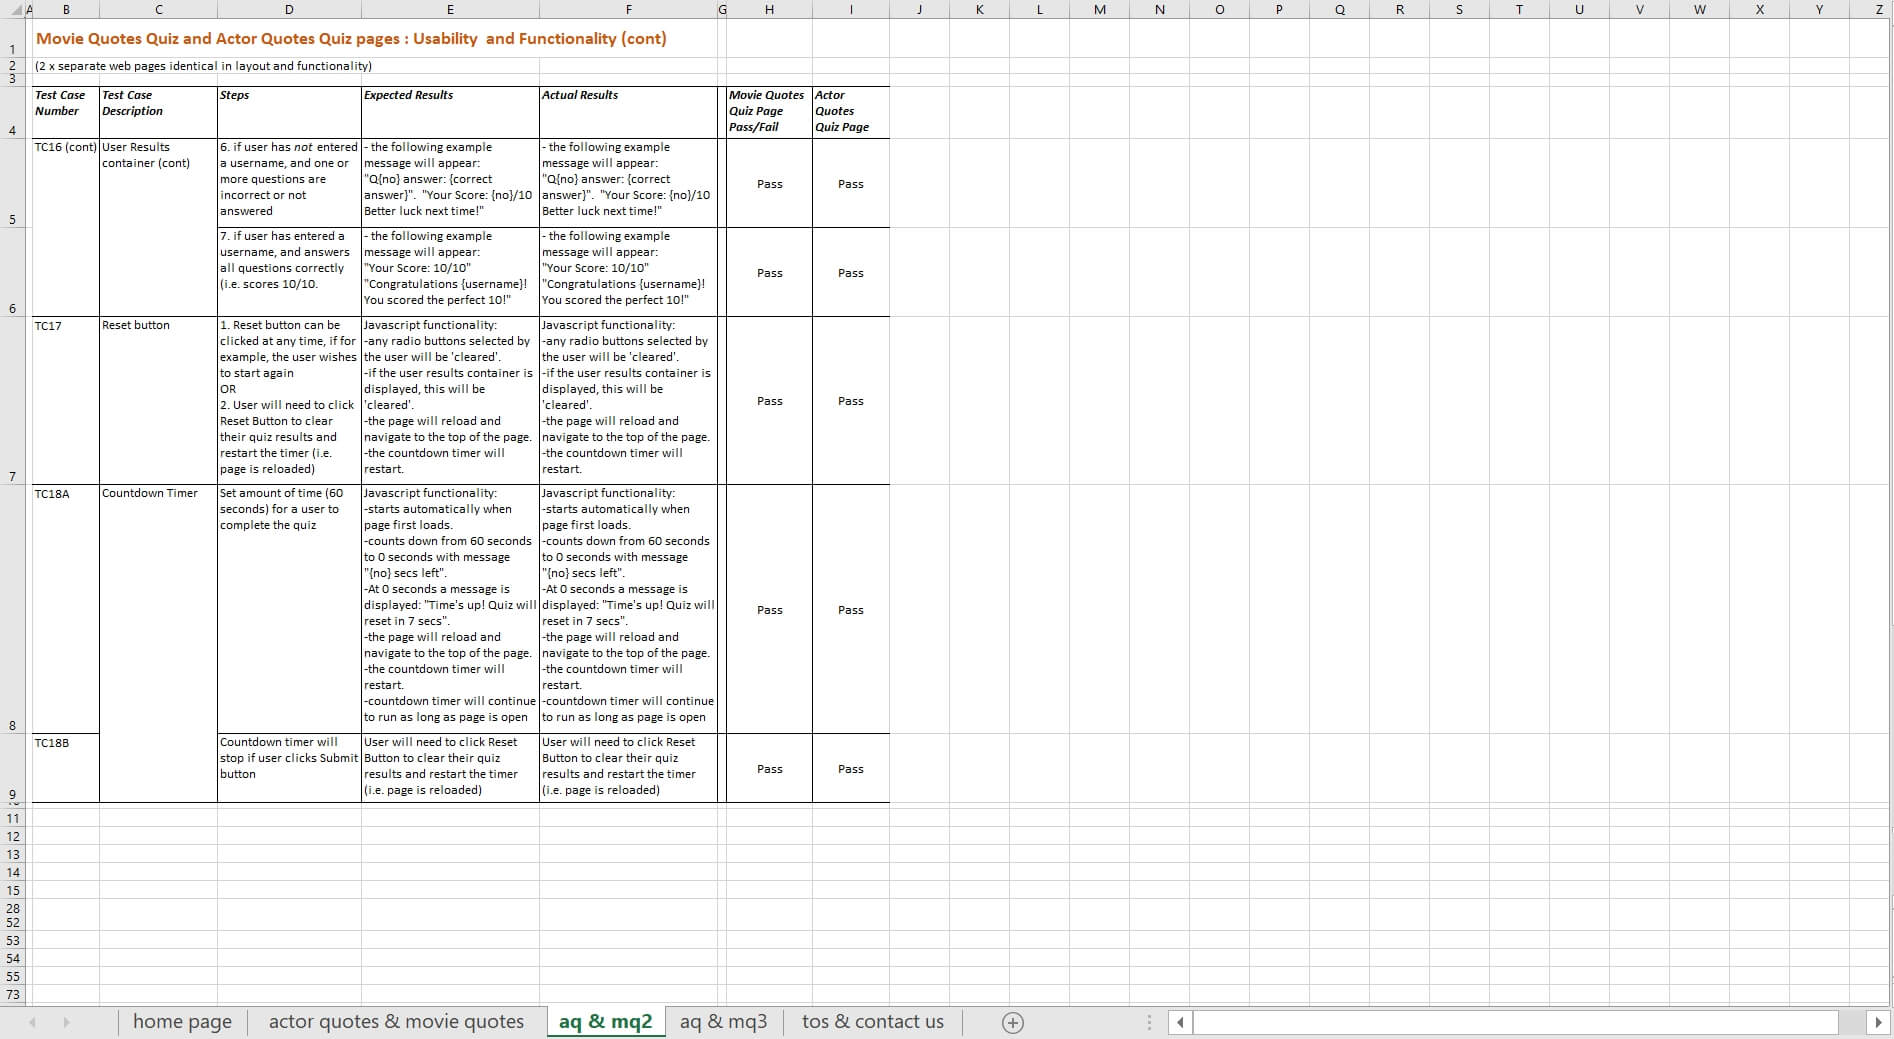 A B C D E F G H I J K L M N O P Q R S T U V W X Y Z
1 Movie Quotes Quiz and Actor Quotes Quiz pages : Usability  and Functionality (cont)
2 (2 x separate web pages identical in layout and functionality)
3
4
Test Case
Number
Test Case
Description
Steps
Expected Results
Actual Results
Movie Quotes
Quiz Page
Pass/Fail
Actor
Quotes
Quiz Page
5
TC16 (cont)
User Results
container (cont)
6. if user has not entered
a username, and one or
more questions are
incorrect or not
answered
- the following example
message will appear:
"Q{no} answer: {correct
answer}".  "Your Score: {no}/10
Better luck next time!"
- the following example
message will appear:
"Q{no} answer: {correct
answer}".  "Your Score: {no}/10
Better luck next time!"
Pass
Pass
6
7. if user has entered a
username, and answers
all questions correctly
(i.e. scores 10/10.
- the following example
message will appear:
"Your Score: 10/10"
"Congratulations {username}!
You scored the perfect 10!"
- the following example
message will appear:
"Your Score: 10/10"
"Congratulations {username}!
You scored the perfect 10!"
Pass
Pass
7
TC17
Reset button
1. Reset button can be
clicked at any time, if for
example, the user wishes
to start again
OR
2. User will need to click
Reset Button to clear
their quiz results and
restart the timer (i.e.
page is reloaded)
Javascript functionality:
-any radio buttons selected by
the user will be 'cleared'.
-if the user results container is
displayed, this will be
'cleared'.
-the page will reload and
navigate to the top of the page.
-the countdown timer will
restart.
Javascript functionality:
-any radio buttons selected by
the user will be 'cleared'.
-if the user results container is
displayed, this will be
'cleared'.
-the page will reload and
navigate to the top of the page.
-the countdown timer will
restart.
Pass
Pass
8
TC18A
Countdown Timer
Set amount of time (60
seconds) for a user to
complete the quiz
Javascript functionality:
-starts automatically when
page first loads.
-counts down from 60 seconds
to 0 seconds with message
"{no} secs left".
-At 0 seconds a message is
displayed: "Time's up! Quiz will
reset in 7 secs".
-the page will reload and
navigate to the top of the page.
-the countdown timer will
restart.
-countdown timer will continue
to run as long as page is open
Javascript functionality:
-starts automatically when
page first loads.
-counts down from 60 seconds
to 0 seconds with message
"{no} secs left".
-At 0 seconds a message is
displayed: "Time's up! Quiz will
reset in 7 secs".
-the page will reload and
navigate to the top of the page.
-the countdown timer will
restart.
-countdown timer will continue
to run as long as page is open
Pass
Pass
9
TC18B
Countdown timer will
stop if user clicks Submit
button
User will need to click Reset
Button to clear their quiz
results and restart the timer
(i.e. page is reloaded)
User will need to click Reset
Button to clear their quiz
results and restart the timer
(i.e. page is reloaded)
Pass
Pass
11
12
13
14
15
28
52
53
54
55
73
home page
actor quotes & movie quotes
aq & mq2
aq & mq3
tos & contact us